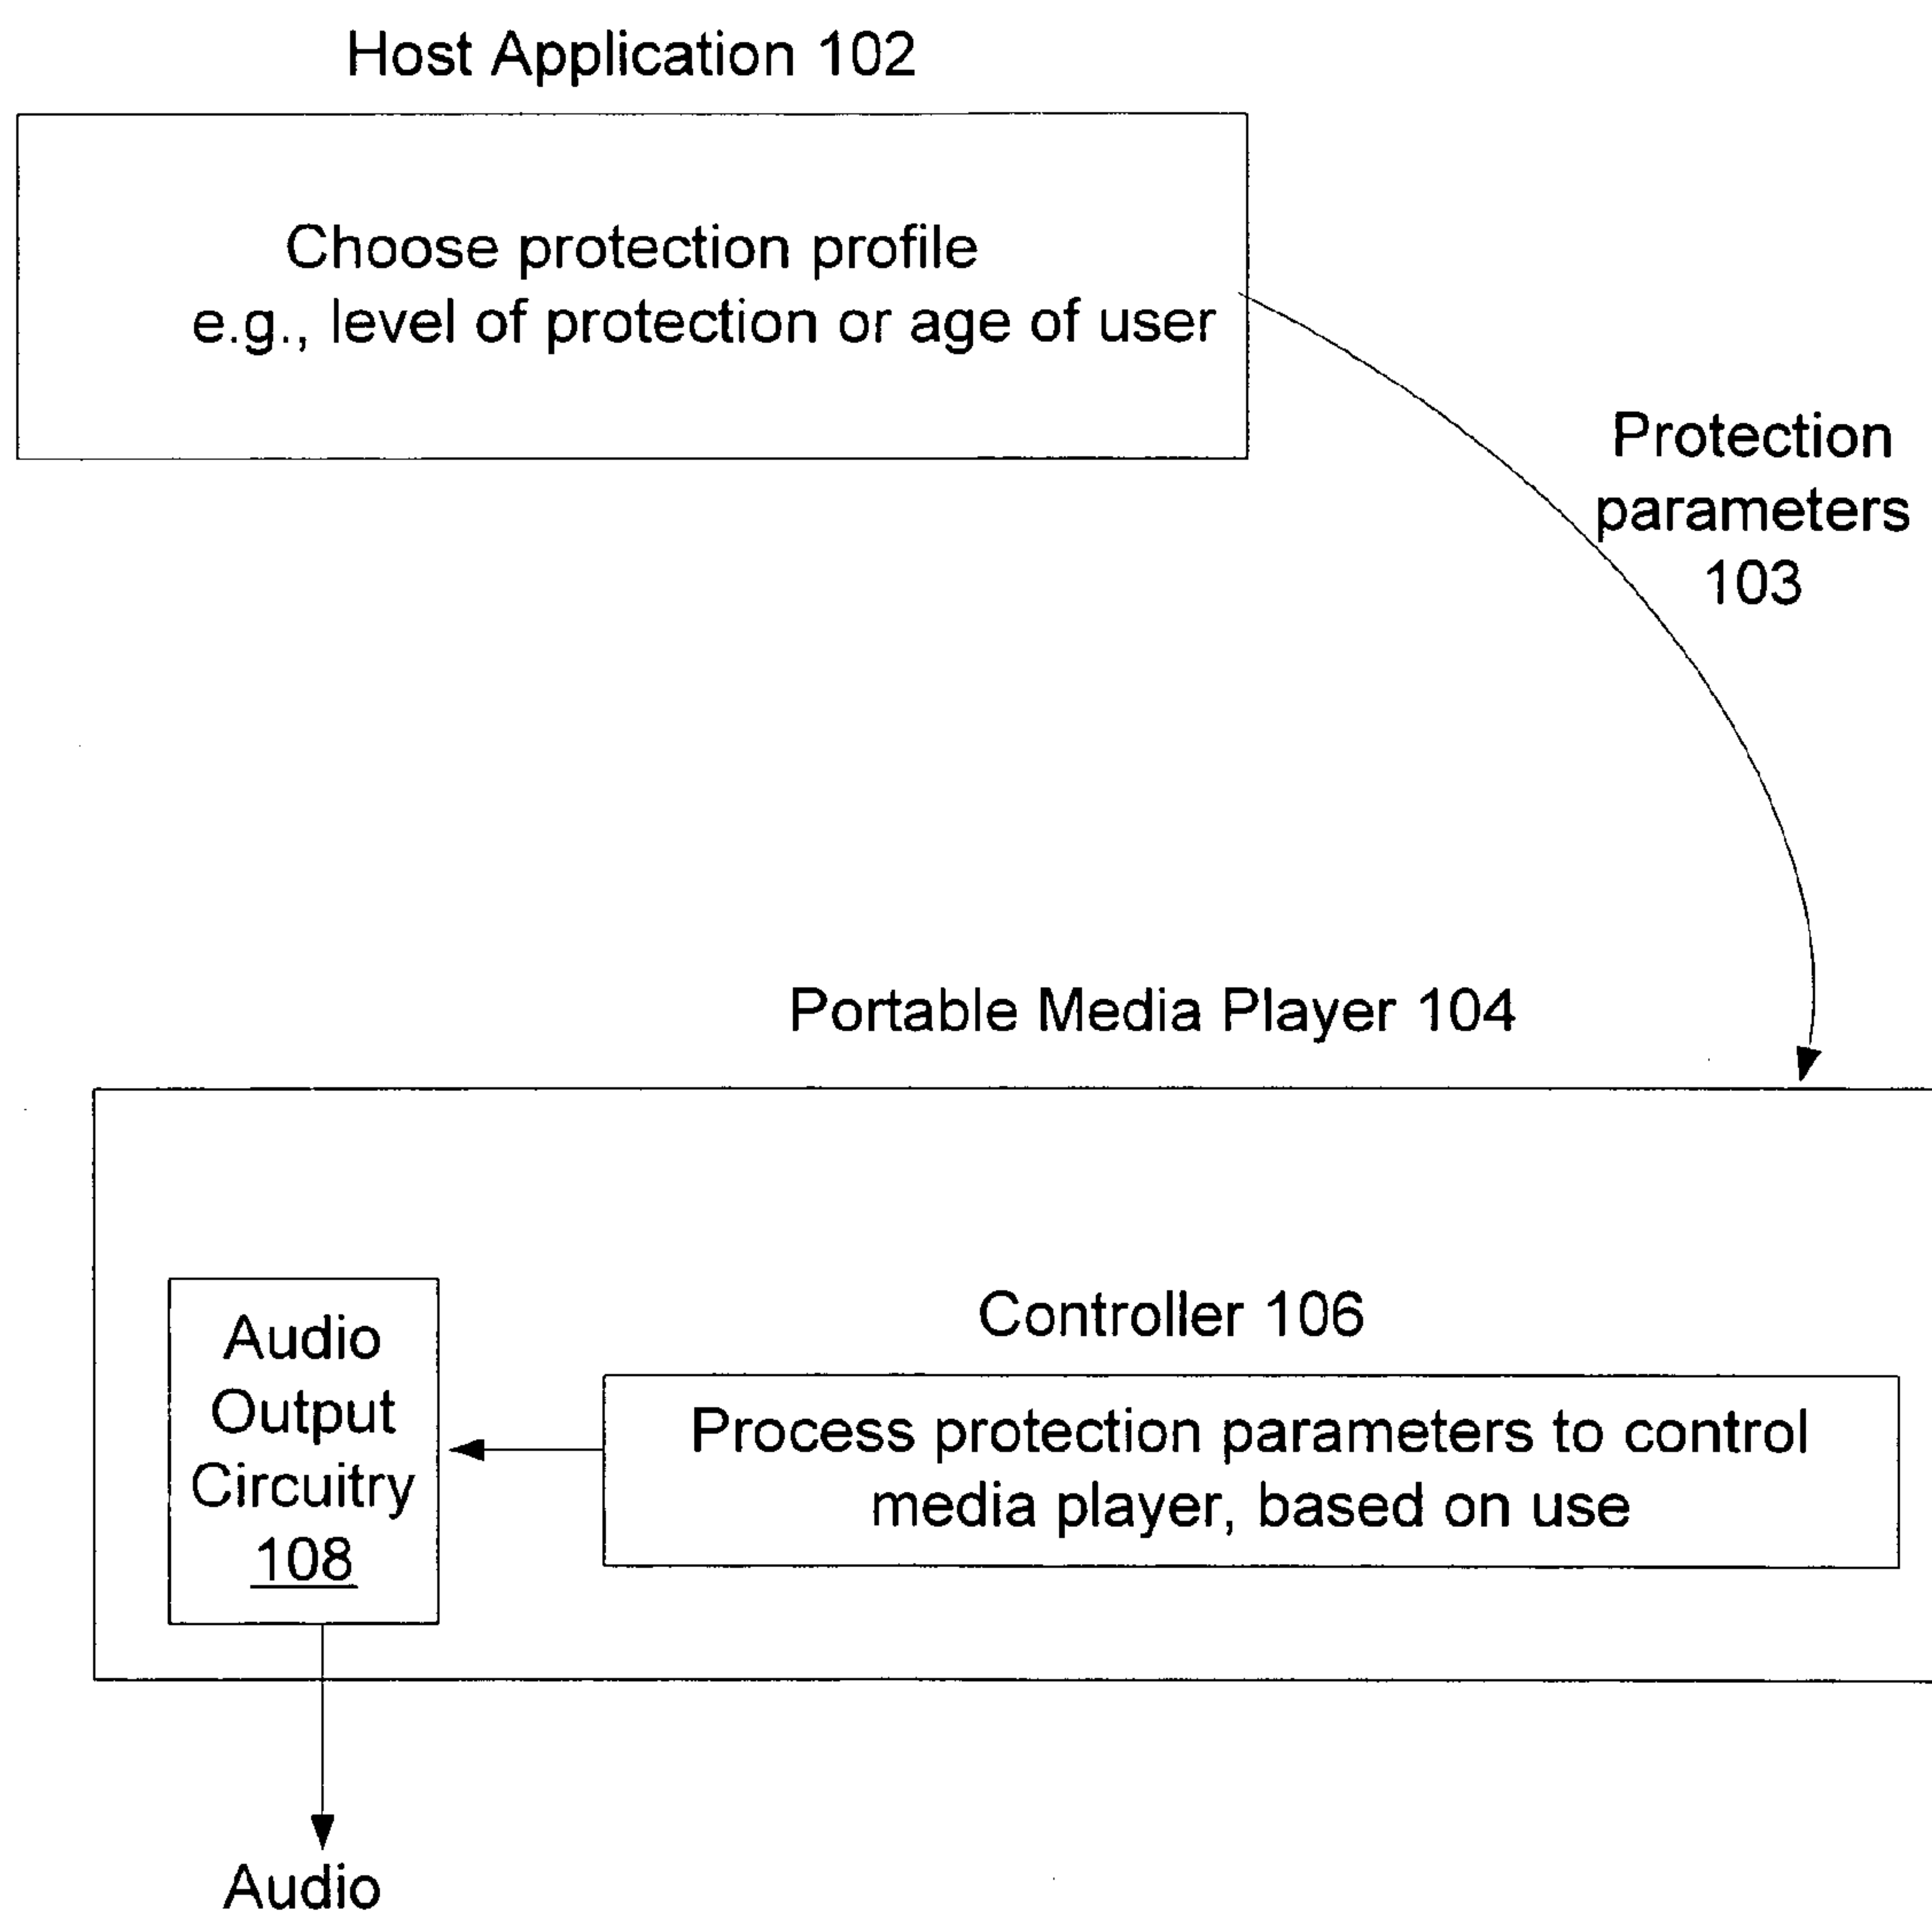 Host Application 102
Choose protection profile
e.g., level of protection or age of user
Protection
parameters
103
Portable Media Player 104
Audio
Output
Circuitry
108
Controller 106
Process protection parameters to control
media player, based on use
Audio